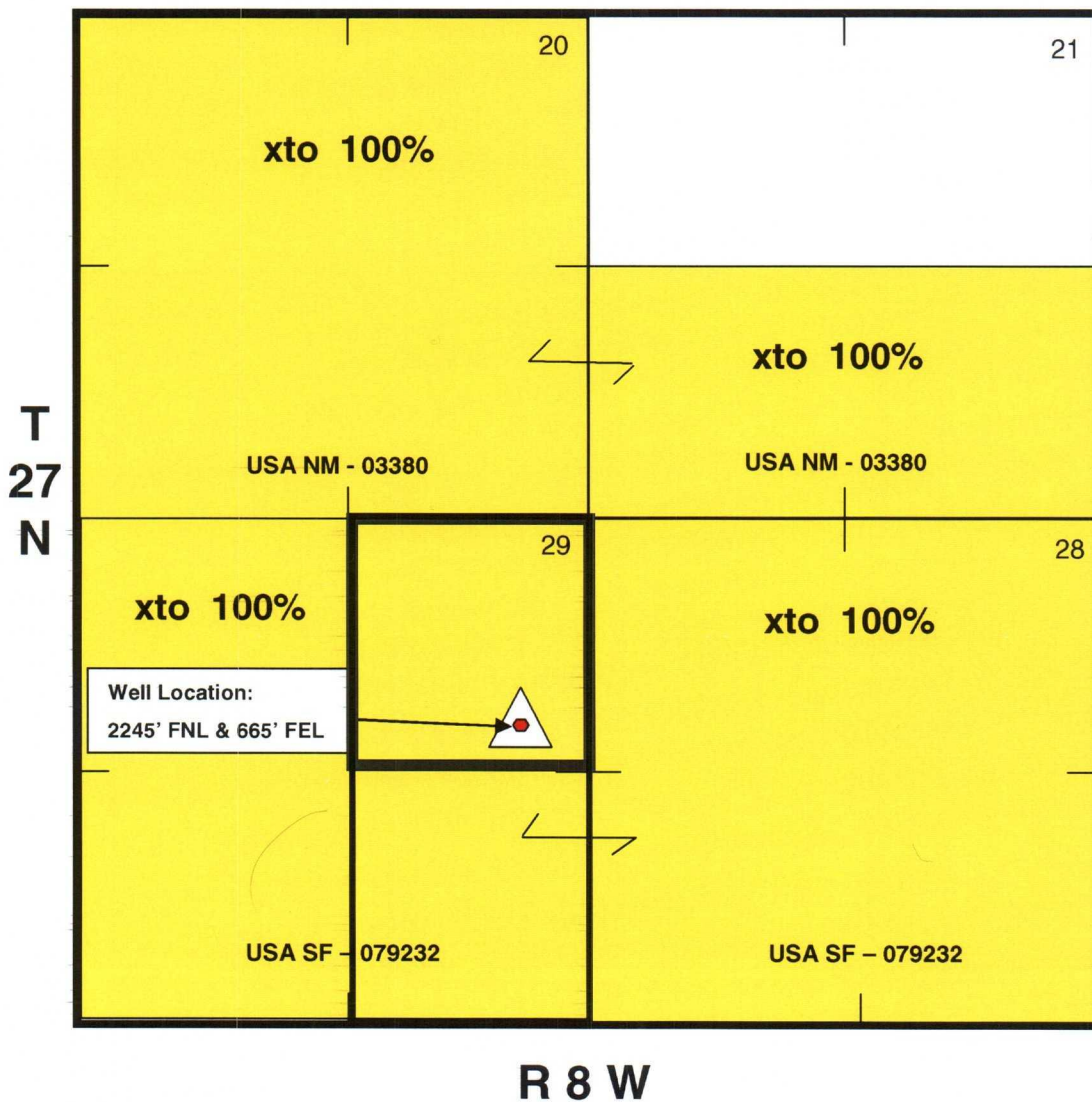 20
21
xto 100%
xto 100%
T
27
N
USA NM - 03380
USA NM - 03380
29
28
xto 100%
xto 100%
Well Location:
2245' FNL & 665' FEL
USA SF – 079232
USA SF – 079232
R 8 W